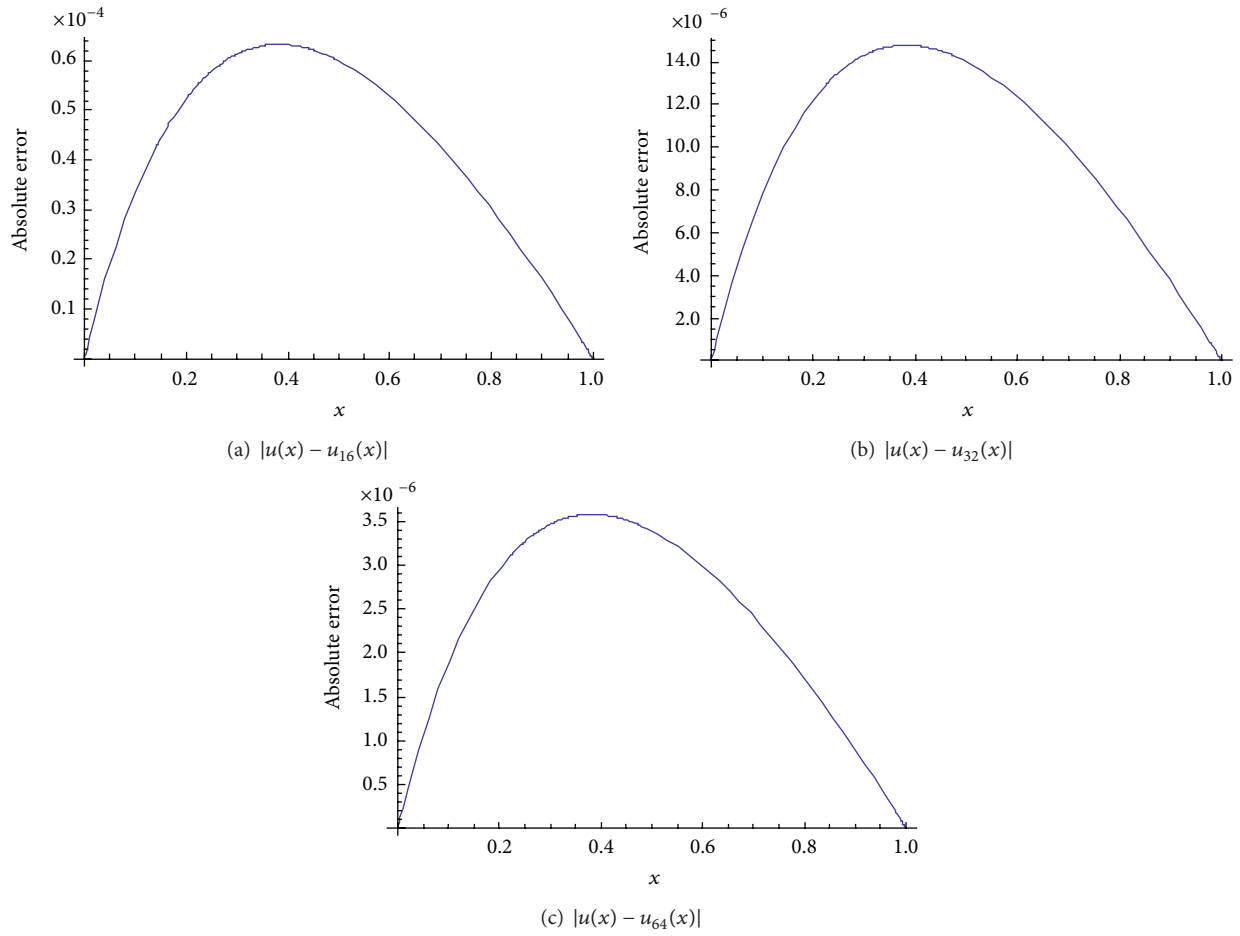 ×10⁻⁴
0.6
0.5
0.4
0.3
0.2
0.1
Absolute error
0.2 0.4 0.6 0.8 1.0
x
(a) |u(x) − u₁₆(x)|
×10 ⁻⁶
14.0
12.0
10.0
8.0
6.0
4.0
2.0
Absolute error
0.2 0.4 0.6 0.8 1.0
x
(b) |u(x) − u₃₂(x)|
×10 ⁻⁶
3.5
3.0
2.5
2.0
1.5
1.0
0.5
Absolute error
0.2 0.4 0.6 0.8 1.0
x
(c) |u(x) − u₆₄(x)|